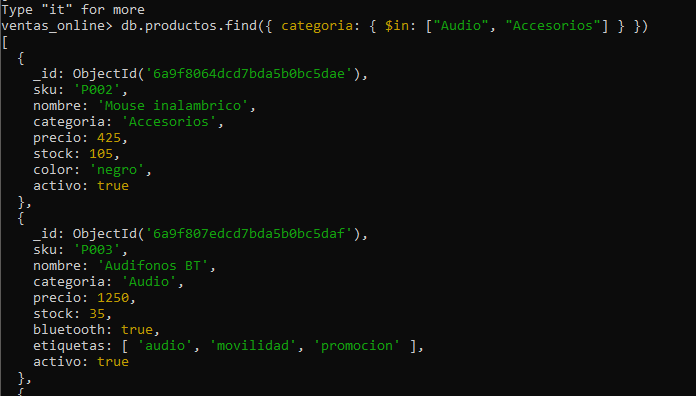 Type "it" for more
ventas_online> db.productos.find({ categoria: { $in: ["Audio", "Accesorios"] } })
[
  {
    _id: ObjectId('6a9f8064dcd7bda5b0bc5dae'),
    sku: 'P002',
    nombre: 'Mouse inalambrico',
    categoria: 'Accesorios',
    precio: 425,
    stock: 105,
    color: 'negro',
    activo: true
  },
  {
    _id: ObjectId('6a9f807edcd7bda5b0bc5daf'),
    sku: 'P003',
    nombre: 'Audifonos BT',
    categoria: 'Audio',
    precio: 1250,
    stock: 35,
    bluetooth: true,
    etiquetas: [ 'audio', 'movilidad', 'promocion' ],
    activo: true
  },
  {